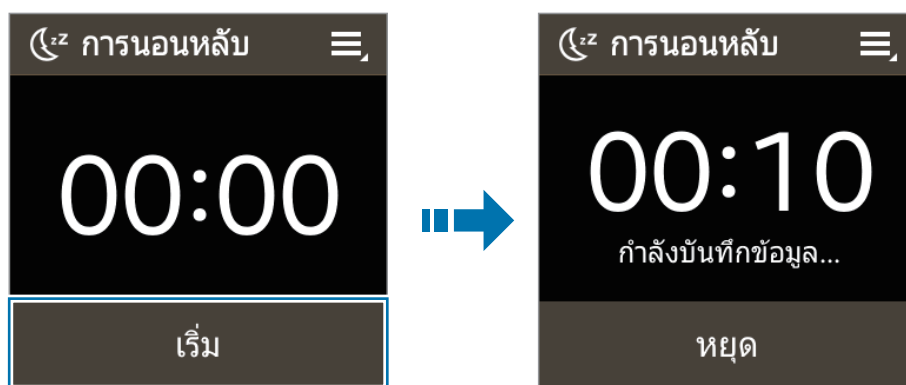 zz การนอนหลับ
00:00
เริ่ม
zz การนอนหลับ
00:10
กำลังบันทึกข้อมูล...
หยุด